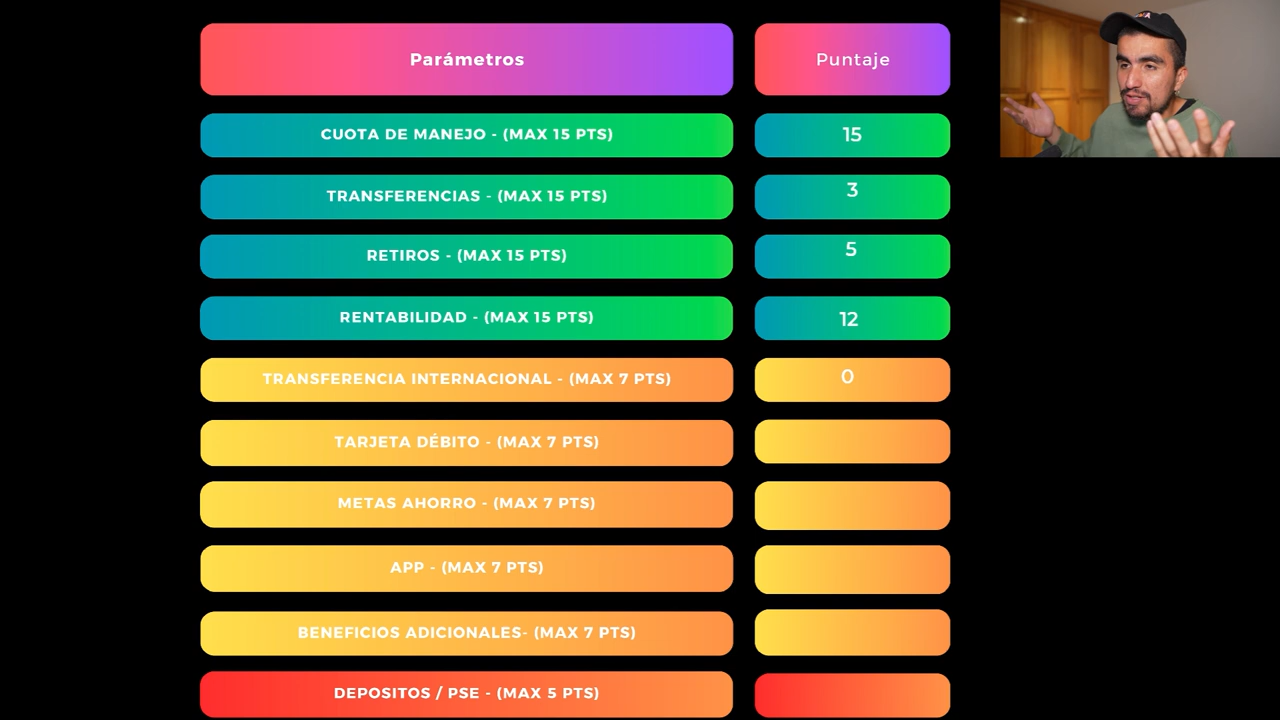 Parámetros Puntaje
CUOTA DE MANEJO - (MAX 15 PTS) 15
TRANSFERENCIAS - (MAX 15 PTS) 3
RETIROS - (MAX 15 PTS) 5
RENTABILIDAD - (MAX 15 PTS) 12
TRANSFERENCIA INTERNACIONAL - (MAX 7 PTS) 0
TARJETA DÉBITO - (MAX 7 PTS)
METAS AHORRO - (MAX 7 PTS)
APP - (MAX 7 PTS)
BENEFICIOS ADICIONALES- (MAX 7 PTS)
DEPOSITOS / PSE - (MAX 5 PTS)